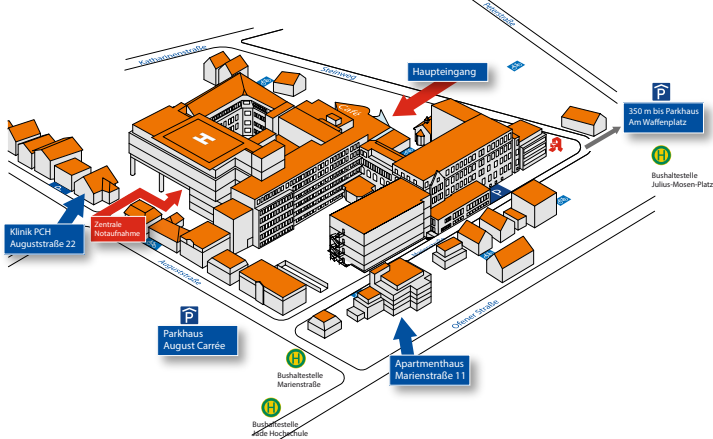 Peterstraße
Katharinenstraße
Steinweg
Haupteingang
Café
H
P
350 m bis Parkhaus
Am Waffenplatz
H
Bushaltestelle
Julius-Mosen-Platz
P
Klinik PCH
Auguststraße 22
Zentrale
Notaufnahme
P
Auguststraße
Ofener Straße
P
Parkhaus
August Carrée
Apartmenthaus
Marienstraße 11
H
Bushaltestelle
Marienstraße
H
Bushaltestelle
Jade Hochschule